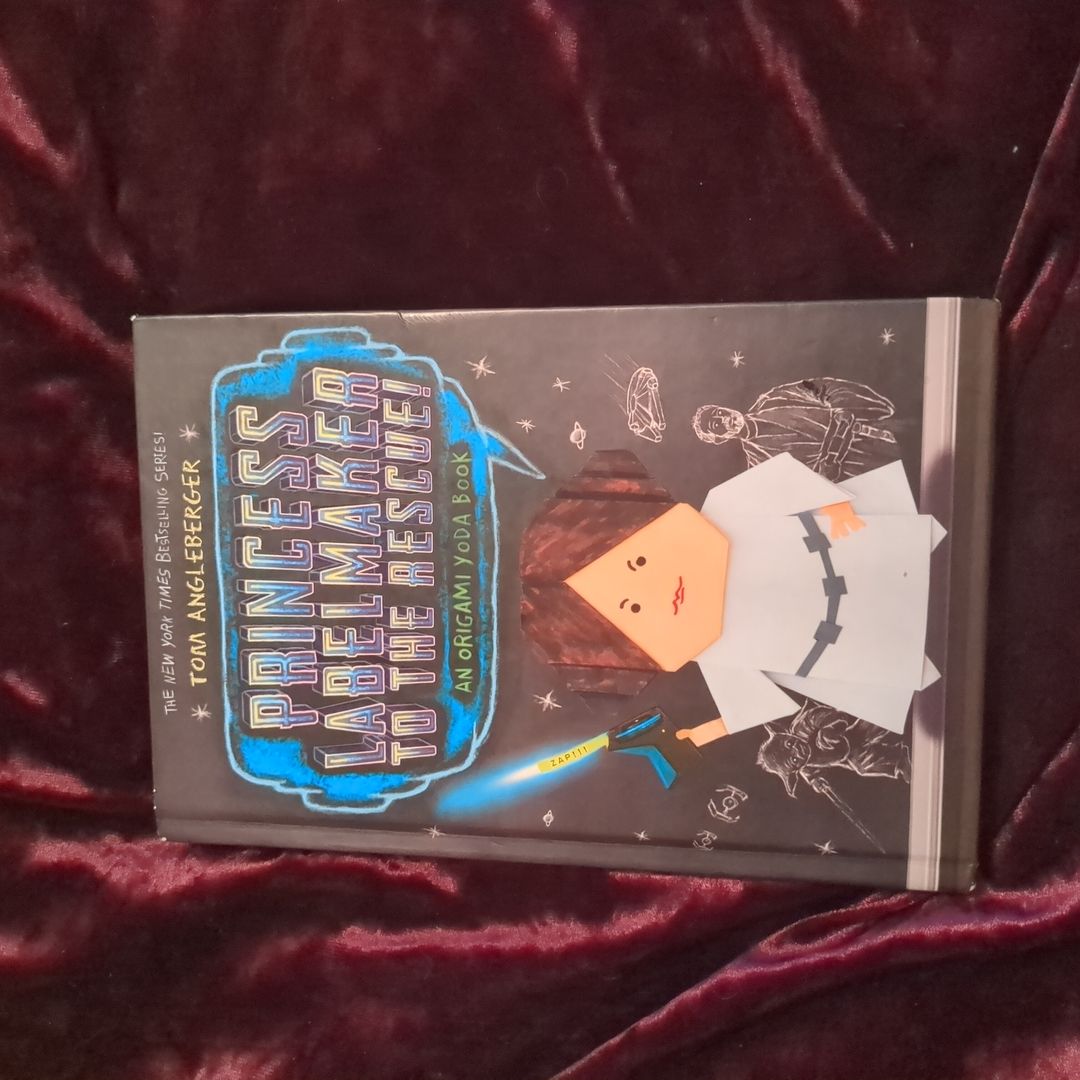 THE NEW YORK TIMES BESTSELLING SERIES!
TOM ANGLEBERGER
PRINCESS
LABELMAKER
TO THE RESCUE!
AN ORIGAMI YODA BOOK
ZAP!!!